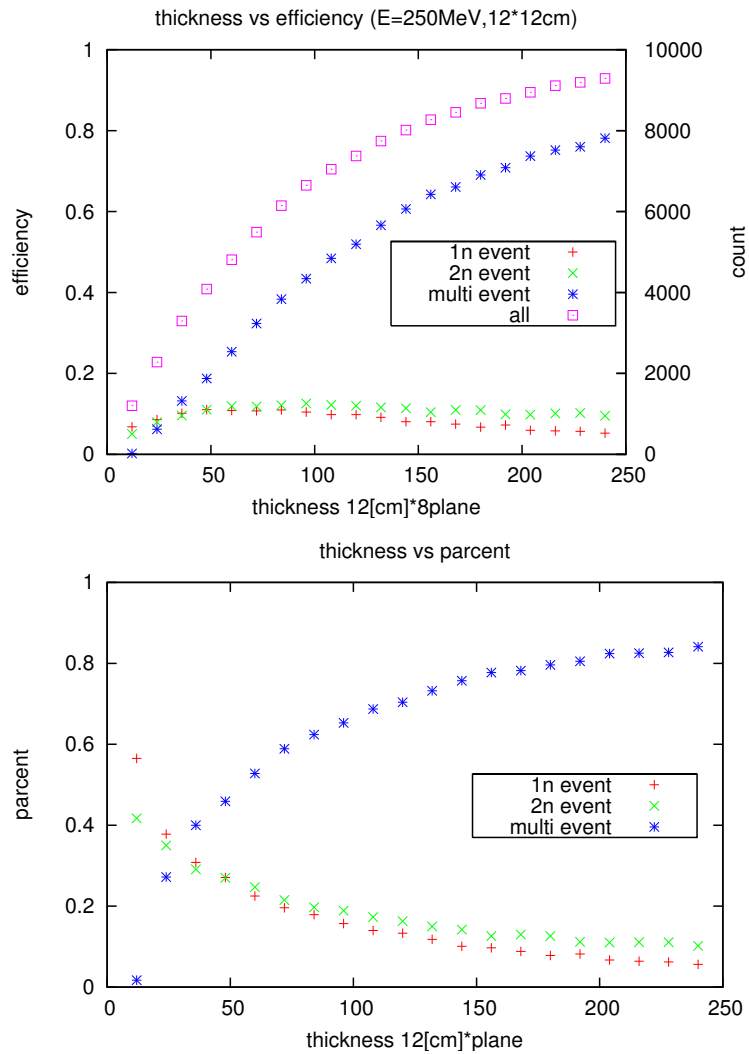 thickness vs efficiency (E=250MeV,12*12cm)
1 10000
0.8 8000
0.6 6000
efficiency
count
1n event
2n event
multi event
all
0.4 4000
0.2 2000
0 0
0 50 100 150 200 250
thickness 12[cm]*8plane
thickness vs parcent
1
0.8
0.6
parcent
1n event
2n event
multi event
0.4
0.2
0
0 50 100 150 200 250
thickness 12[cm]*plane